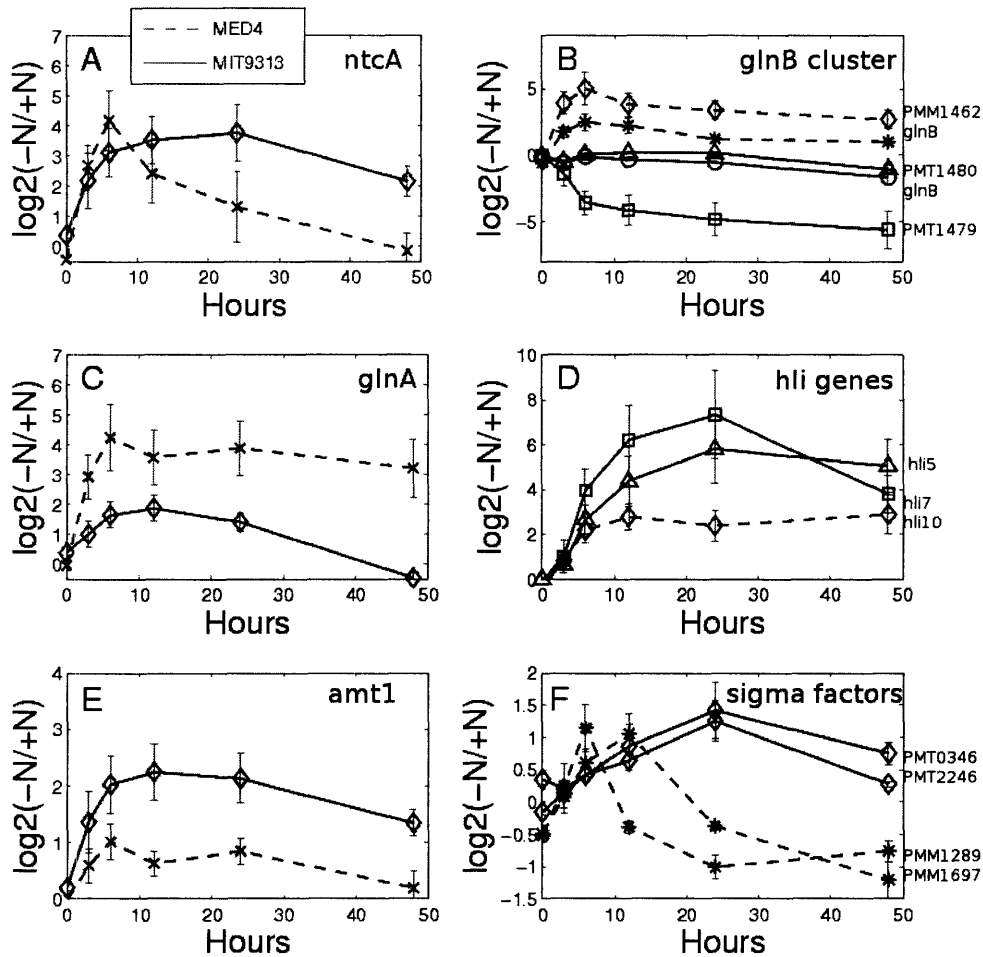 MED4
MIT9313
A
ntcA
log2(−N/+N)
7
6
5
4
3
2
1
0
0 10 20 30 40 50
Hours
B
glnB cluster
log2(−N/+N)
5
0
−5
PMM1462
glnB
PMT1480
glnB
PMT1479
0 10 20 30 40 50
Hours
C
glnA
log2(−N/+N)
7
6
5
4
3
2
1
0
0 10 20 30 40 50
Hours
D
hli genes
log2(−N/+N)
10
8
6
4
2
0
hli5
hli7
hli10
0 10 20 30 40 50
Hours
E
amt1
log2(−N/+N)
4
3
2
1
0
0 10 20 30 40 50
Hours
F
sigma factors
log2(−N/+N)
2
1.5
1
0.5
0
−0.5
−1
−1.5
PMT0346
PMT2246
PMM1289
PMM1697
0 10 20 30 40 50
Hours